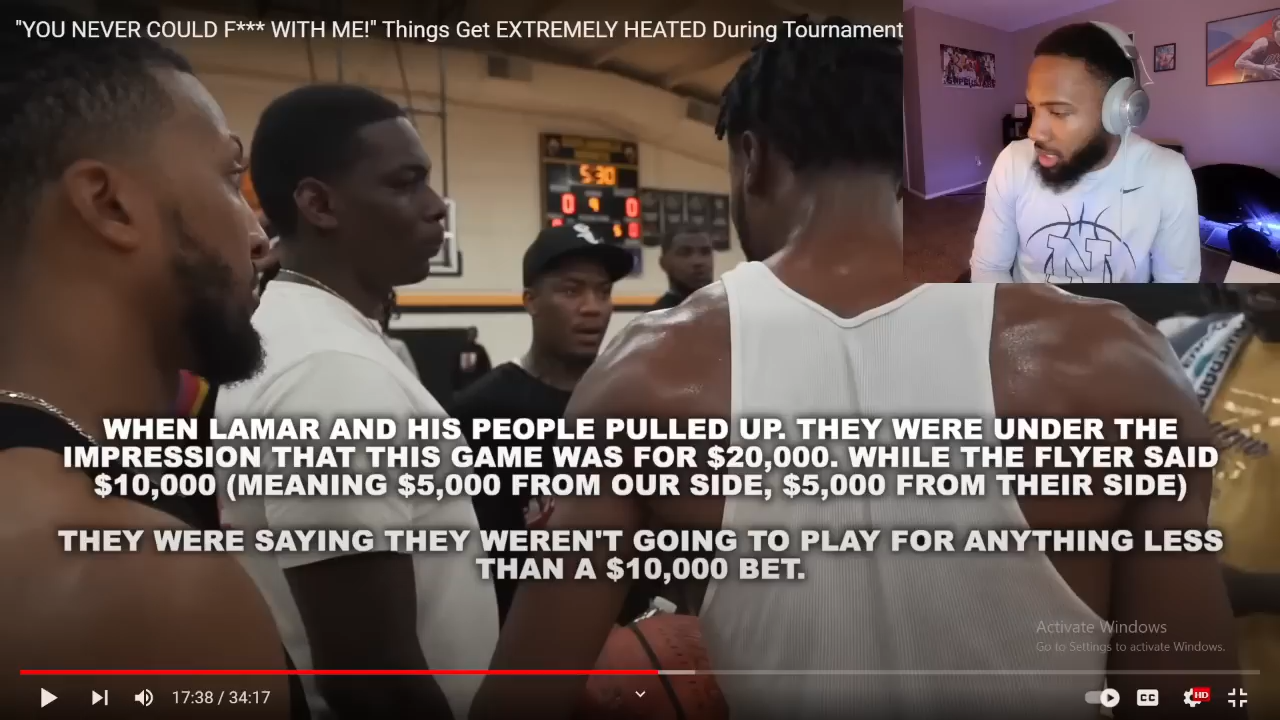 "YOU NEVER COULD F*** WITH ME!" Things Get EXTREMELY HEATED During Tournament
5:30
0 4 0
WHEN LAMAR AND HIS PEOPLE PULLED UP. THEY WERE UNDER THE
IMPRESSION THAT THIS GAME WAS FOR $20,000. WHILE THE FLYER SAID
$10,000 (MEANING $5,000 FROM OUR SIDE, $5,000 FROM THEIR SIDE)
THEY WERE SAYING THEY WEREN'T GOING TO PLAY FOR ANYTHING LESS
THAN A $10,000 BET.
N
Activate Windows
Go to Settings to activate Windows.
17:38 / 34:17
CC
HD